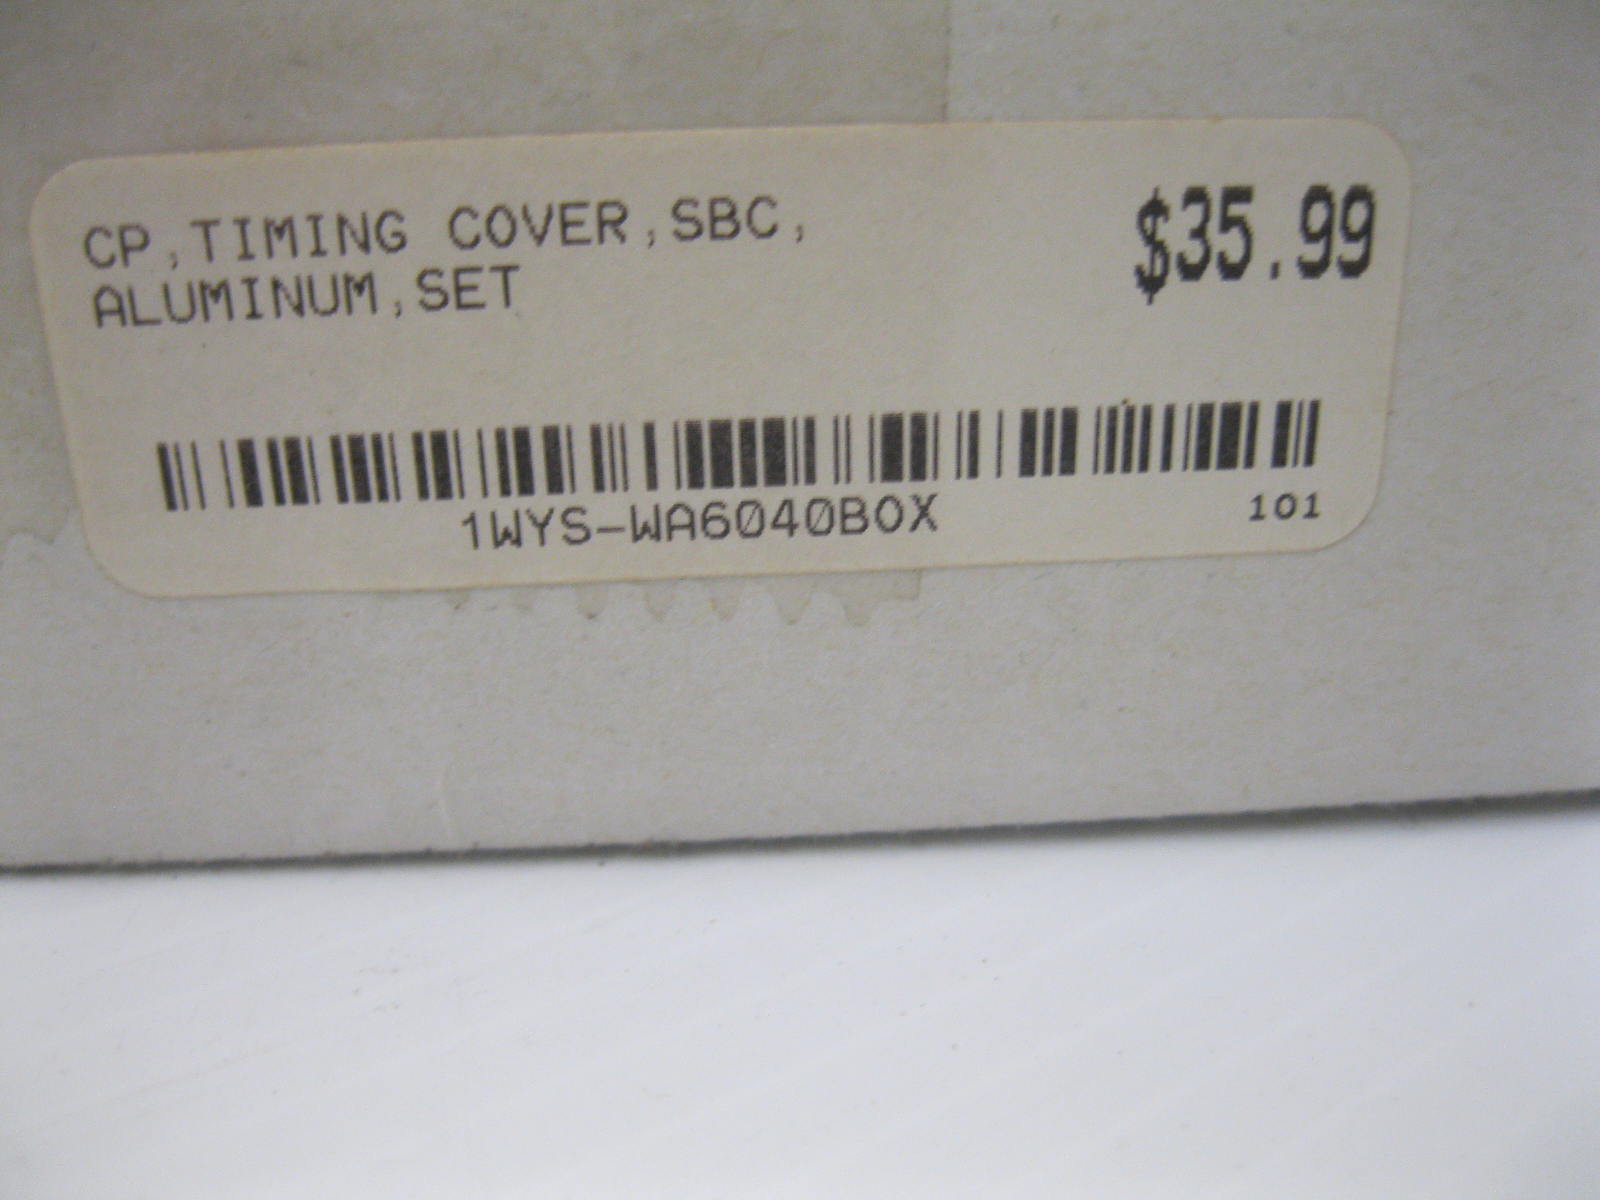 CP,TIMING COVER,SBC,
ALUMINUM,SET
$35.99
1WYS-WA6040BOX
101